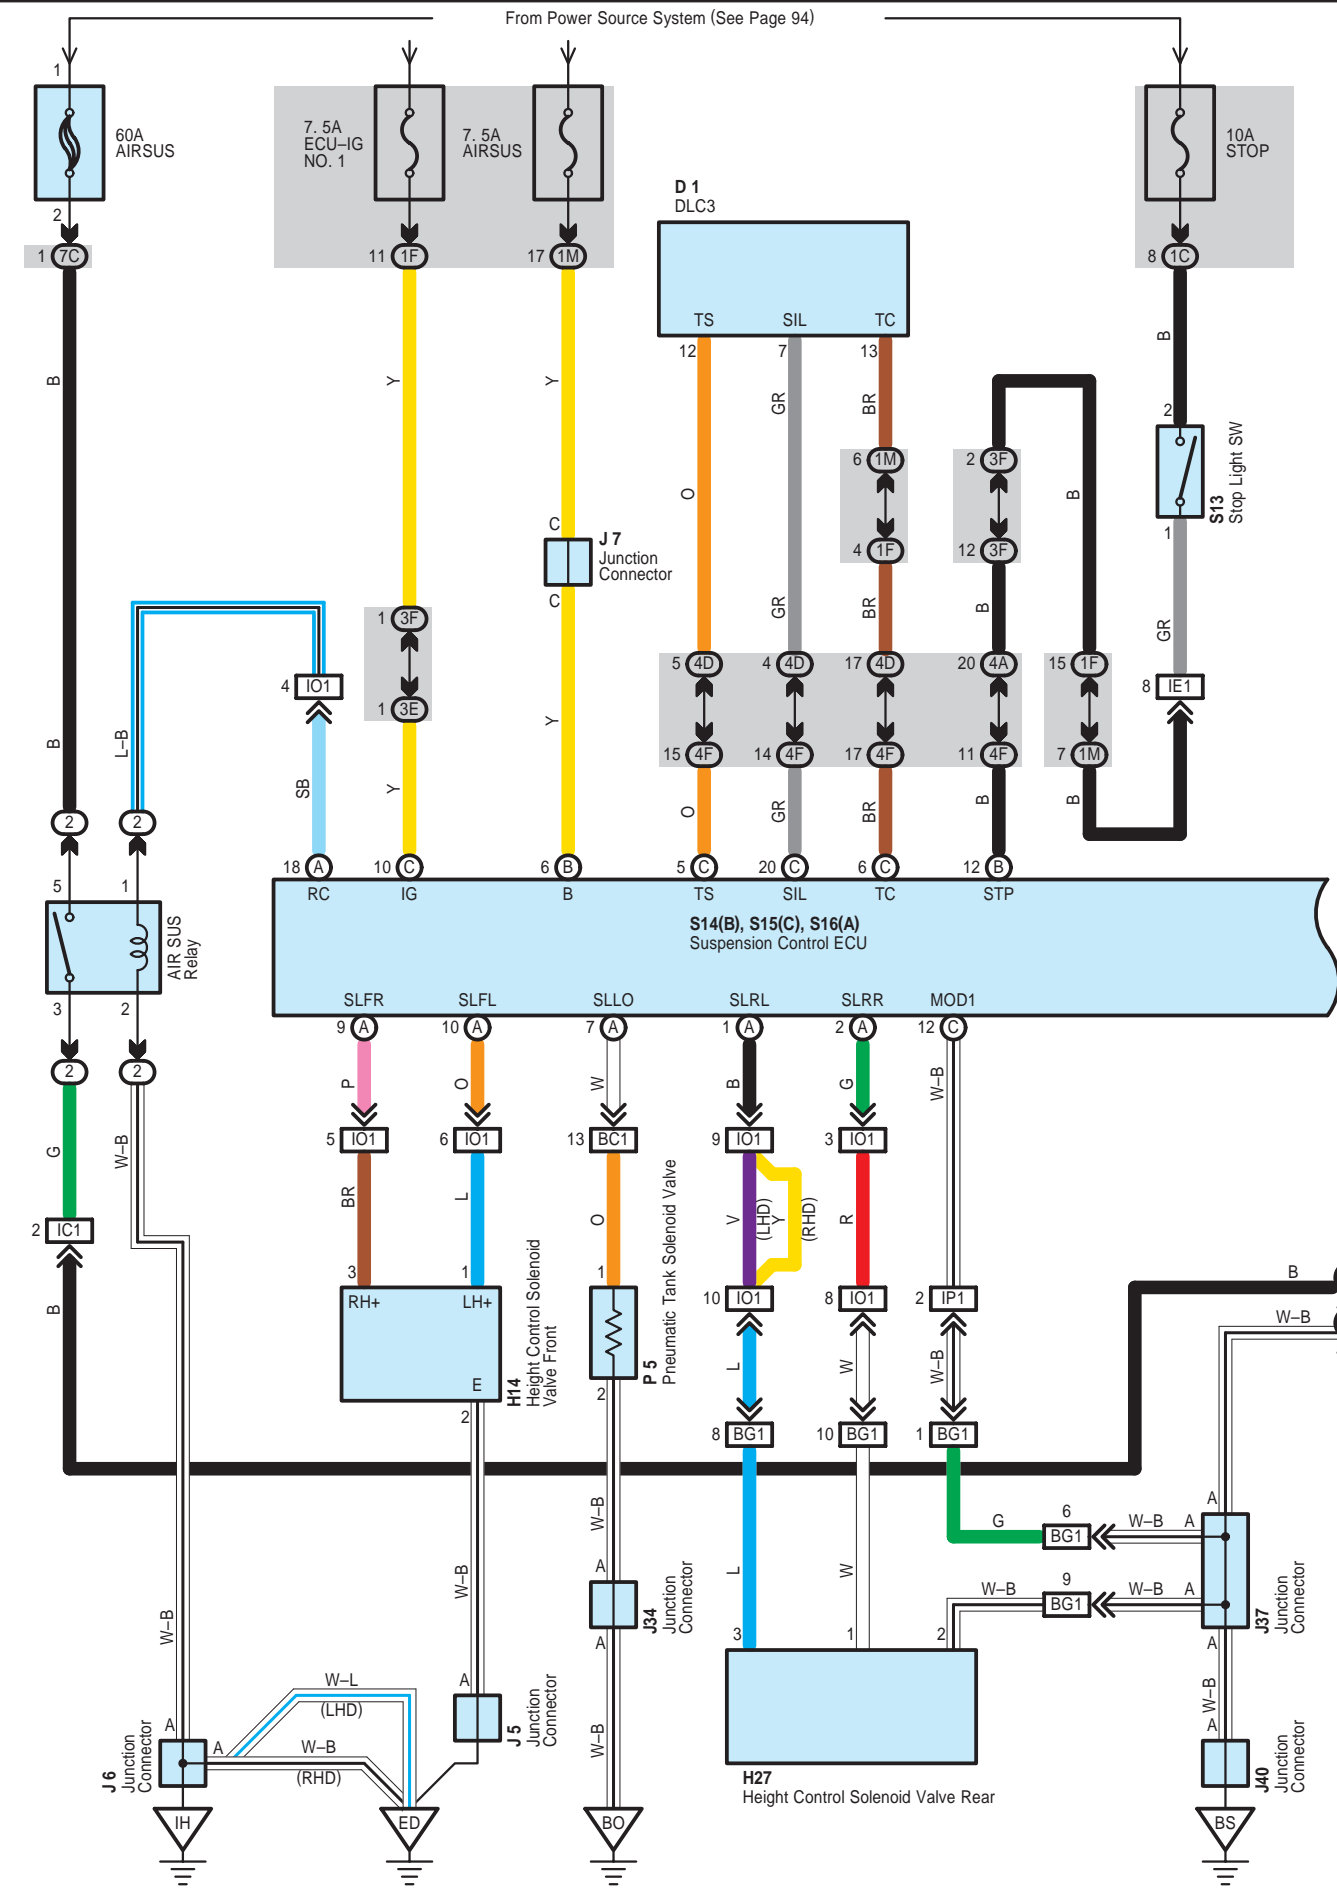 From Power Source System (See Page 94)
1
60A
AIRSUS
7. 5A
ECU–IG
NO. 1
7. 5A
AIRSUS
10A
STOP
2
1 7C
11 1F
17 1M
8 1C
D 1
DLC3
TS SIL TC
12 7 13
B
Y
Y
GR
BR
B
2
S13
Stop Light SW
1
6 1M
2 3F
O
B
4 1F
12 3F
C
J 7
Junction
Connector
C
GR
BR
B
GR
1 3F
5 4D
4 4D
17 4D
20 4A
15 1F
8 IE1
4 IO1
1 3E
B
L–B
Y
15 4F
14 4F
17 4F
11 4F
7 1M
SB
Y
O
GR
BR
B
B
2 2
18 A
10 C
6 B
5 C
20 C
6 C
12 B
5 1
RC IG B TS SIL TC STP
S14(B), S15(C), S16(A)
Suspension Control ECU
AIR SUS
Relay
3 2
SLFR SLFL SLLO SLRL SLRR MOD1
9 A
10 A
7 A
1 A
2 A
12 C
2 2
P
O
W
B
G
W–B
G
W–B
5 IO1
6 IO1
13 BC1
9 IO1
3 IO1
BR
L
O
V
(LHD)
Y
(RHD)
R
2 IC1
3 1 1
10 IO1
8 IO1
2 IP1
B
B
W–B
RH+ LH+
E
H14
Height Control Solenoid
Valve Front
P 5
Pneumatic Tank Solenoid Valve
2
2
L
W
W–B
8 BG1
10 BG1
1 BG1
W–B
A
G
6
BG1
W–B A
W–B
A
L
W
W–B
9
BG1
W–B A
J34
Junction
Connector
A
J37
Junction
Connector
A
W–B
3 1 2
W–B
A
W–L
(LHD)
A
J 5
Junction
Connector
W–B
A
J 6
Junction
Connector
A
W–B
(RHD)
H27
Height Control Solenoid Valve Rear
J40
Junction
Connector
IH
ED
BO
BS